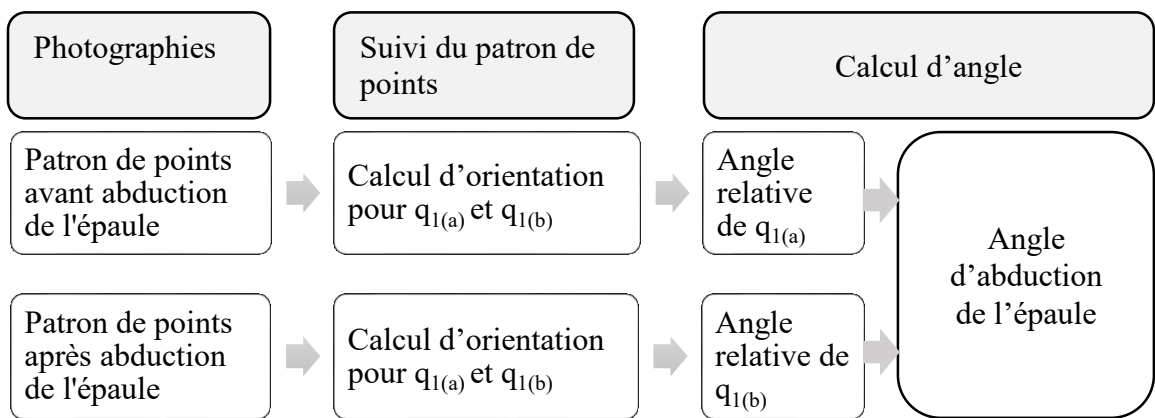 Photographies
Suivi du patron de
points
Calcul d’angle
Patron de points
avant abduction
de l'épaule
Calcul d’orientation
pour q1(a) et q1(b)
Angle
relative
de q1(a)
Angle
d’abduction
de l’épaule
Patron de points
après abduction
de l'épaule
Calcul d’orientation
pour q1(a) et q1(b)
Angle
relative de
q1(b)